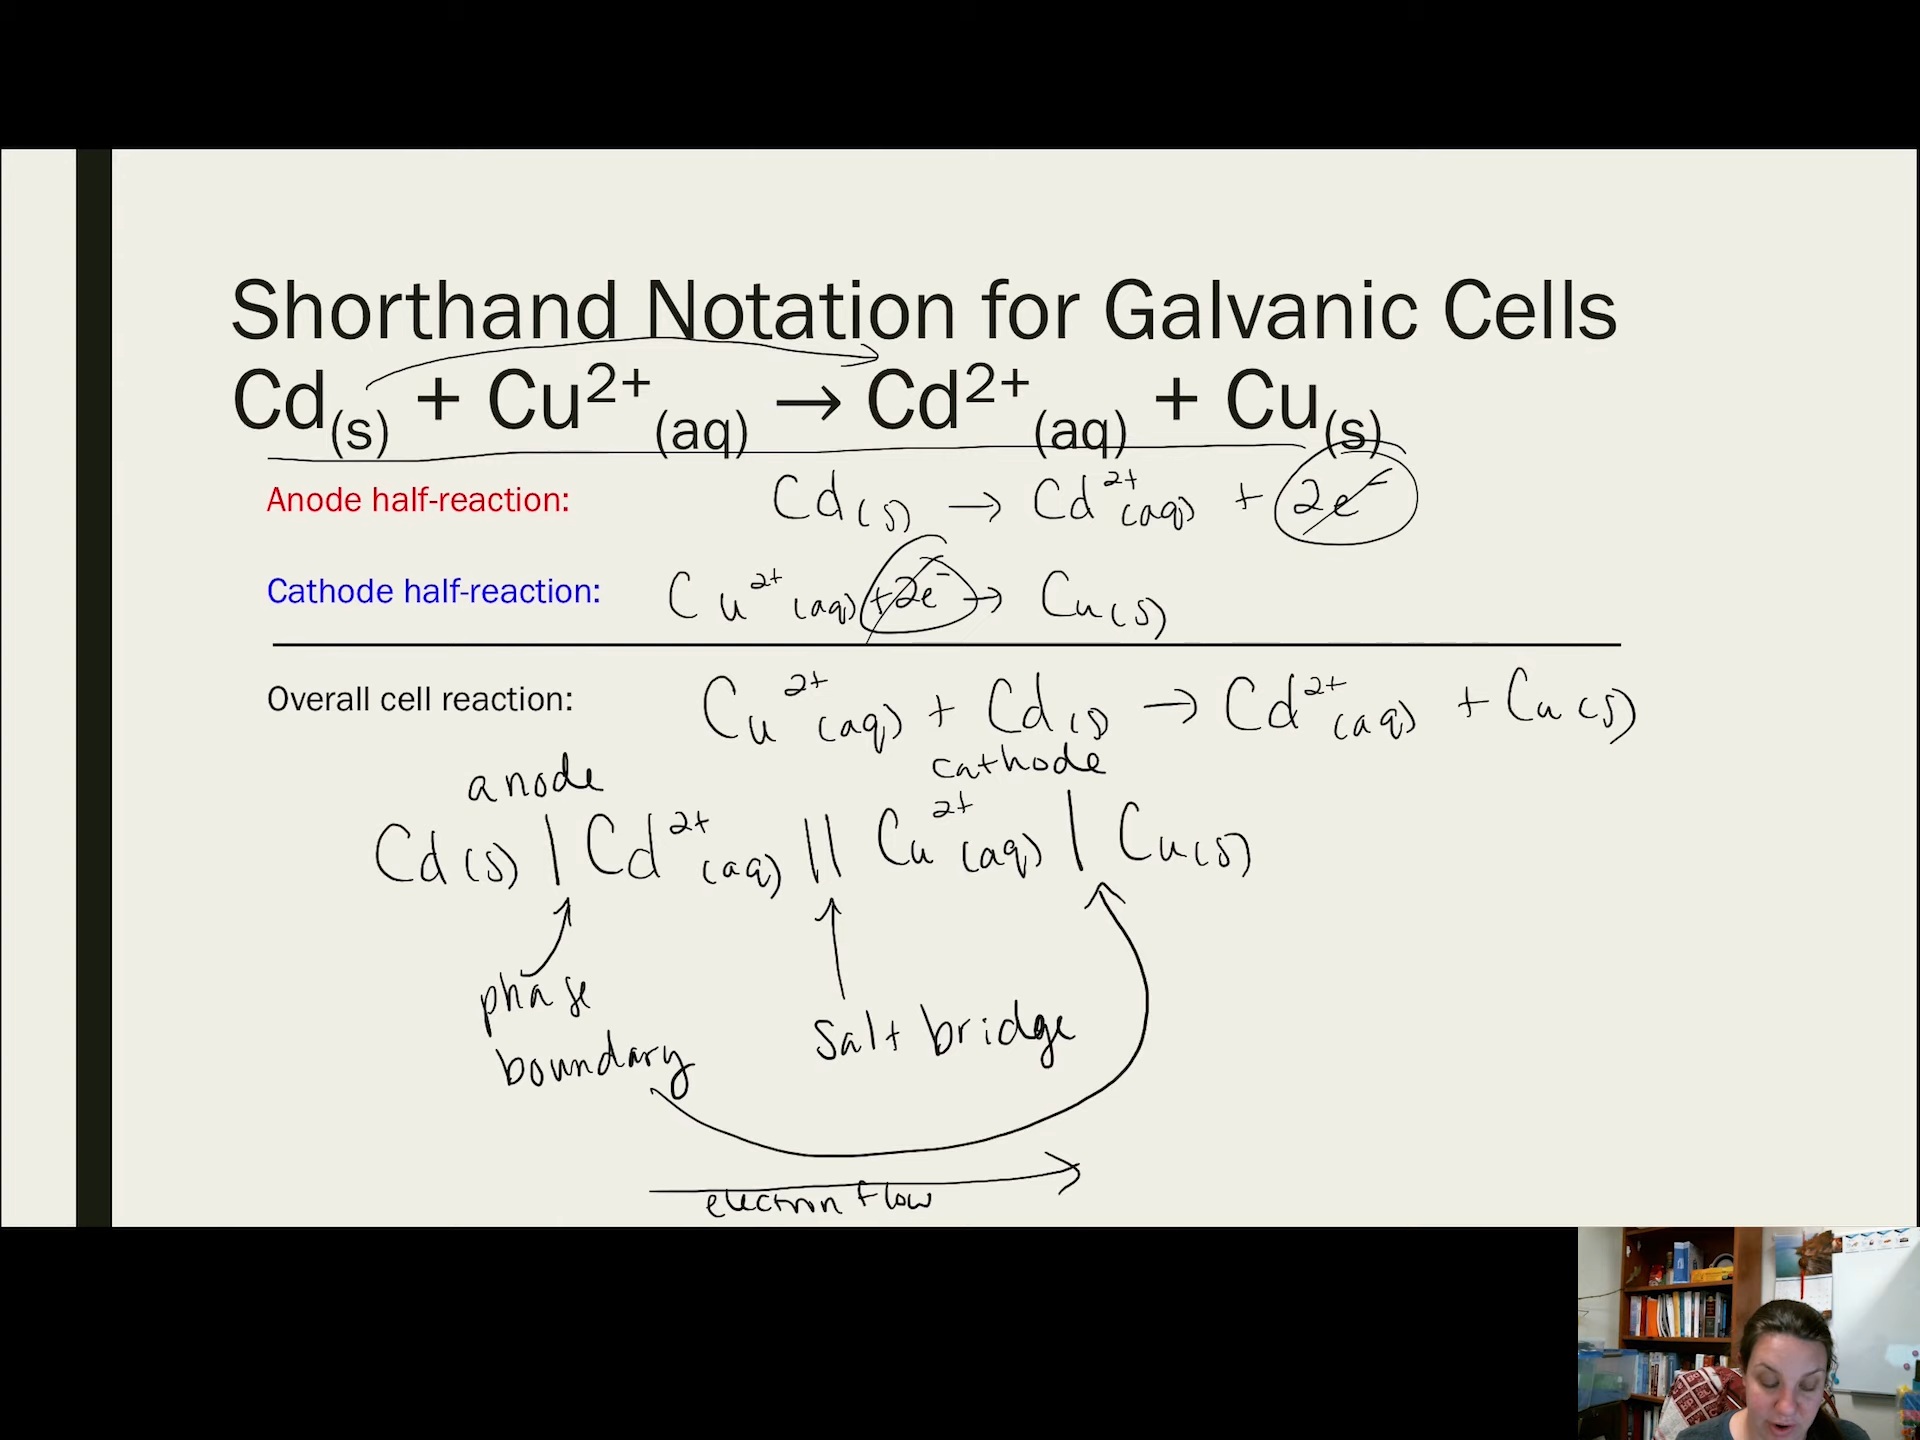 Shorthand Notation for Galvanic Cells
Cd(s) + Cu²⁺(aq) → Cd²⁺(aq) + Cu(s)
Anode half-reaction: Cd(s) → Cd²⁺(aq) + 2e⁻
Cathode half-reaction: Cu²⁺(aq) + 2e⁻ → Cu(s)
Overall cell reaction: Cu²⁺(aq) + Cd(s) → Cd²⁺(aq) + Cu(s)
anode cathode
Cd(s) | Cd²⁺(aq) || Cu²⁺(aq) | Cu(s)
phase
boundary
salt bridge
electron flow